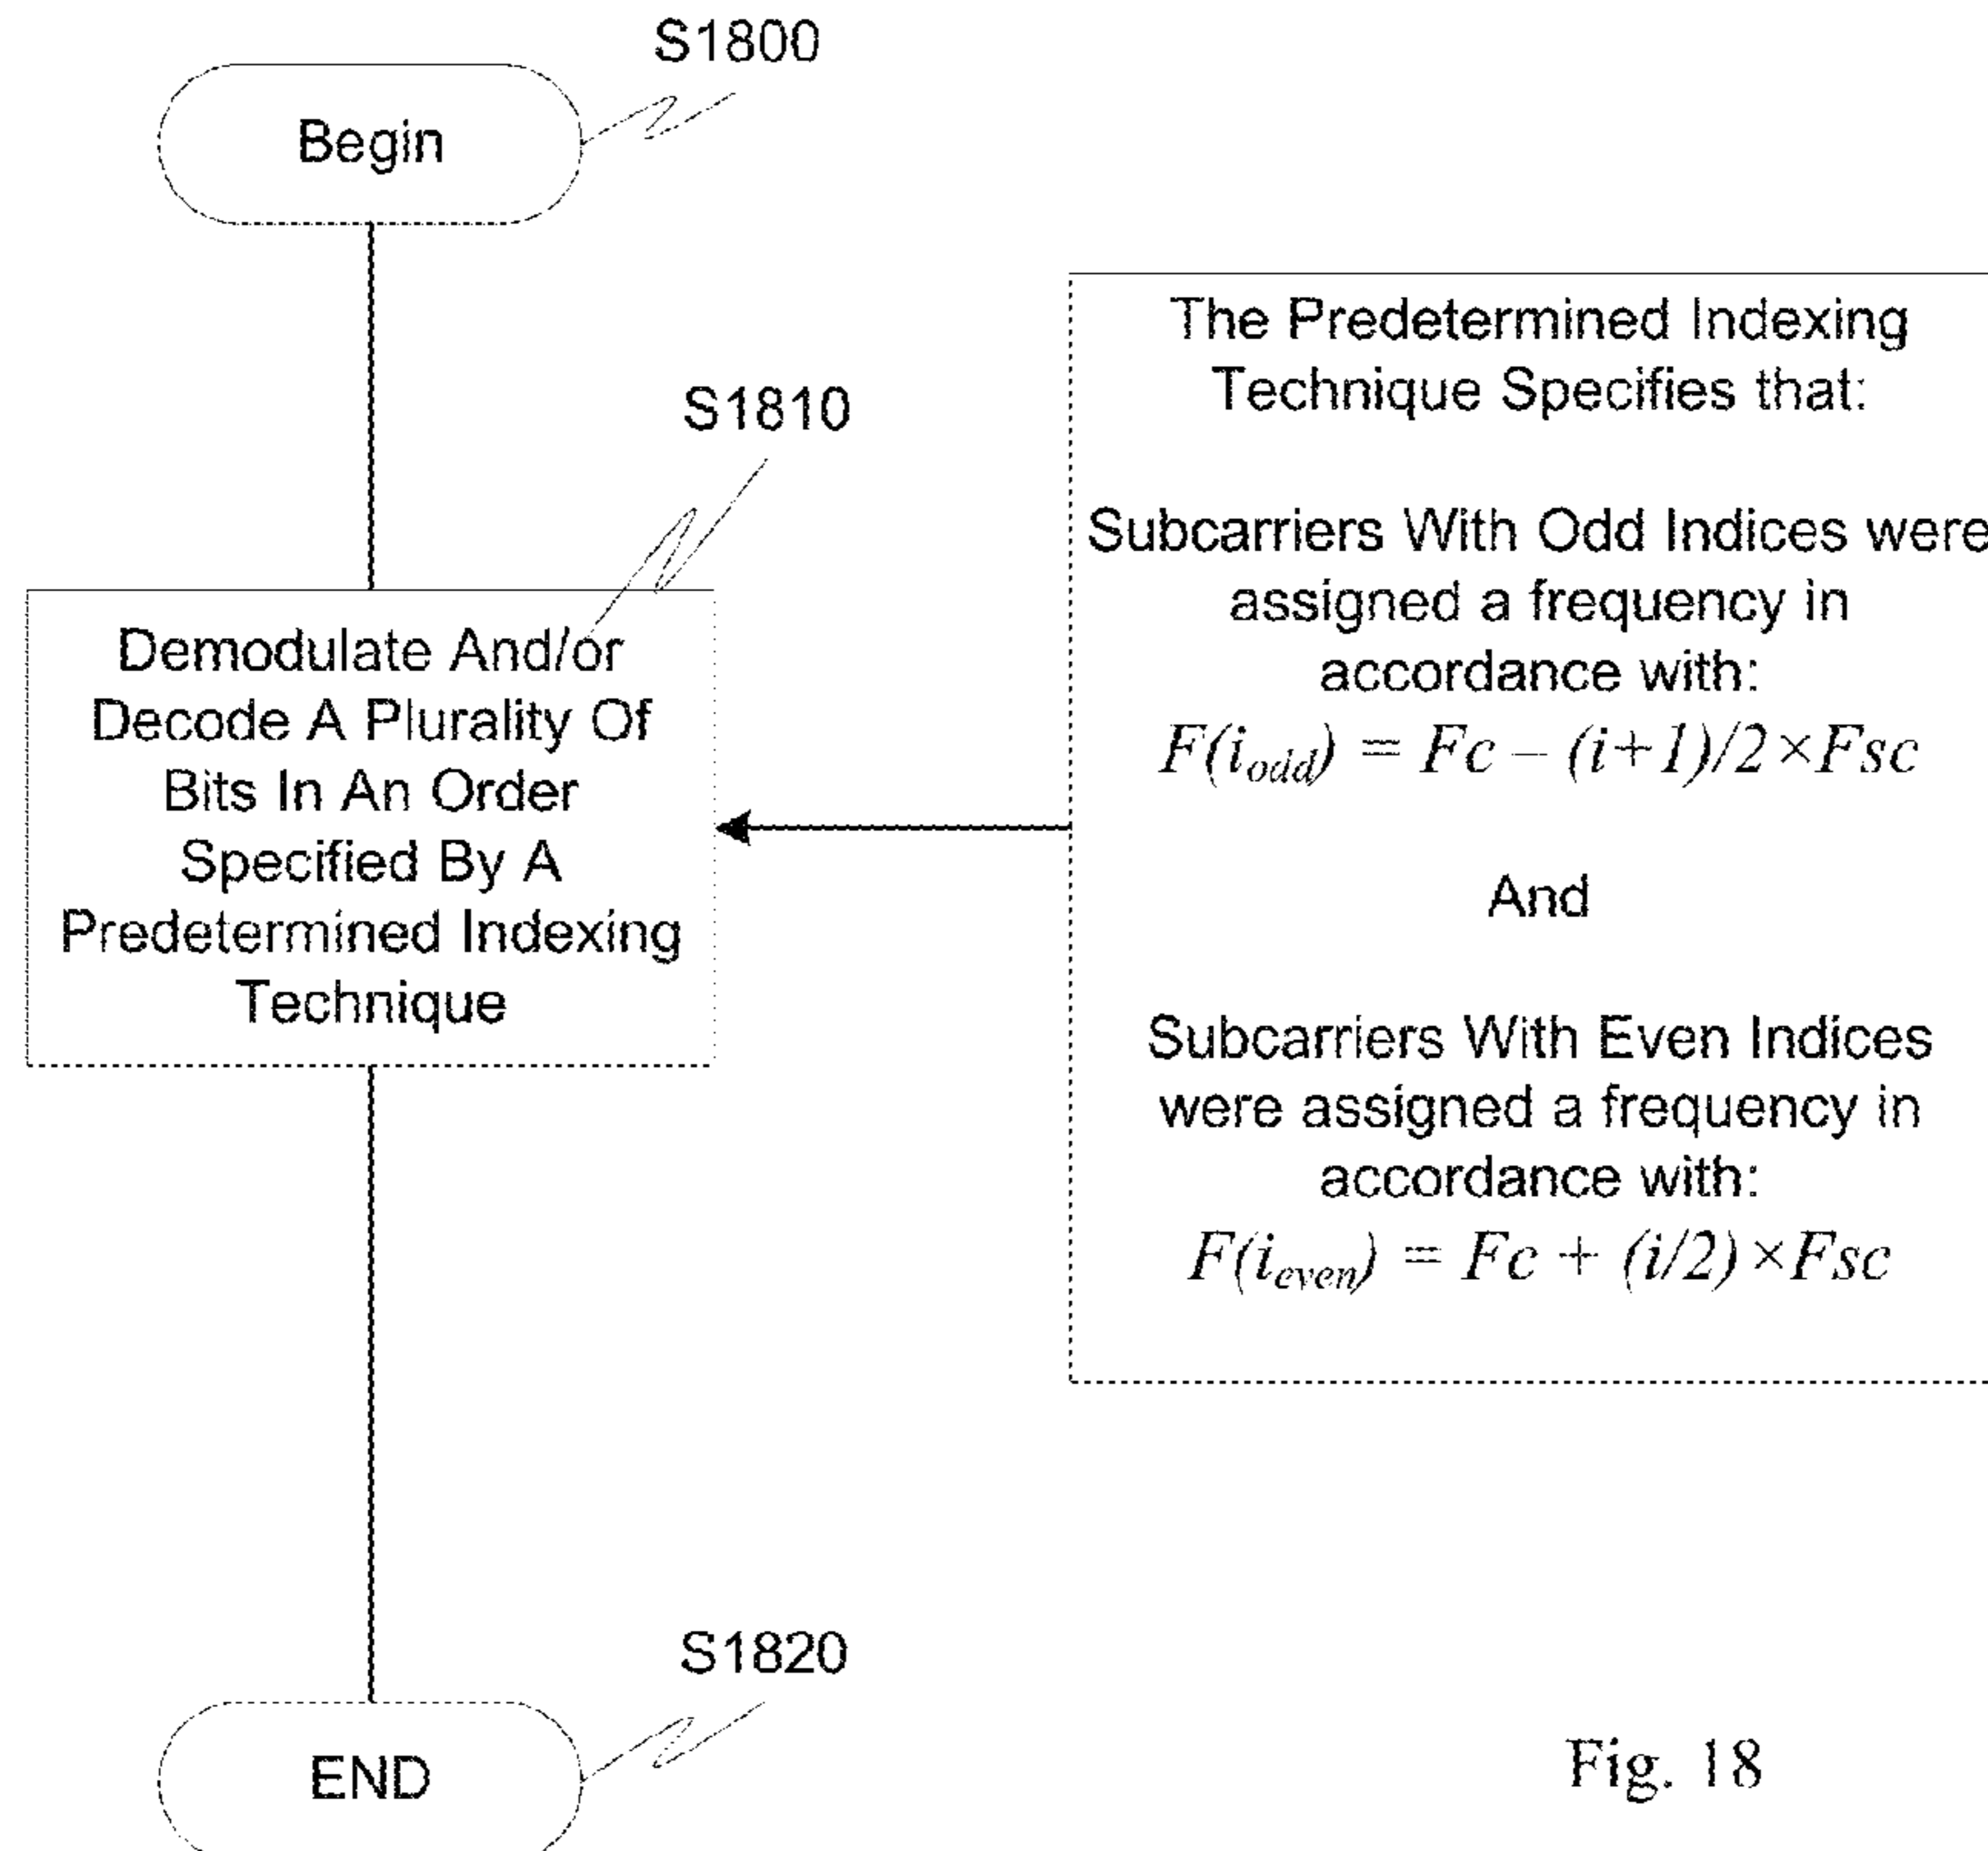 S1800
Begin
S1810
Demodulate And/or
Decode A Plurality Of
Bits In An Order
Specified By A
Predetermined Indexing
Technique
The Predetermined Indexing
Technique Specifies that:
Subcarriers With Odd Indices were
assigned a frequency in
accordance with:
F(i_odd) = Fc – (i+1)/2×Fsc
And
Subcarriers With Even Indices
were assigned a frequency in
accordance with:
F(i_even) = Fc + (i/2)×Fsc
S1820
END
Fig. 18